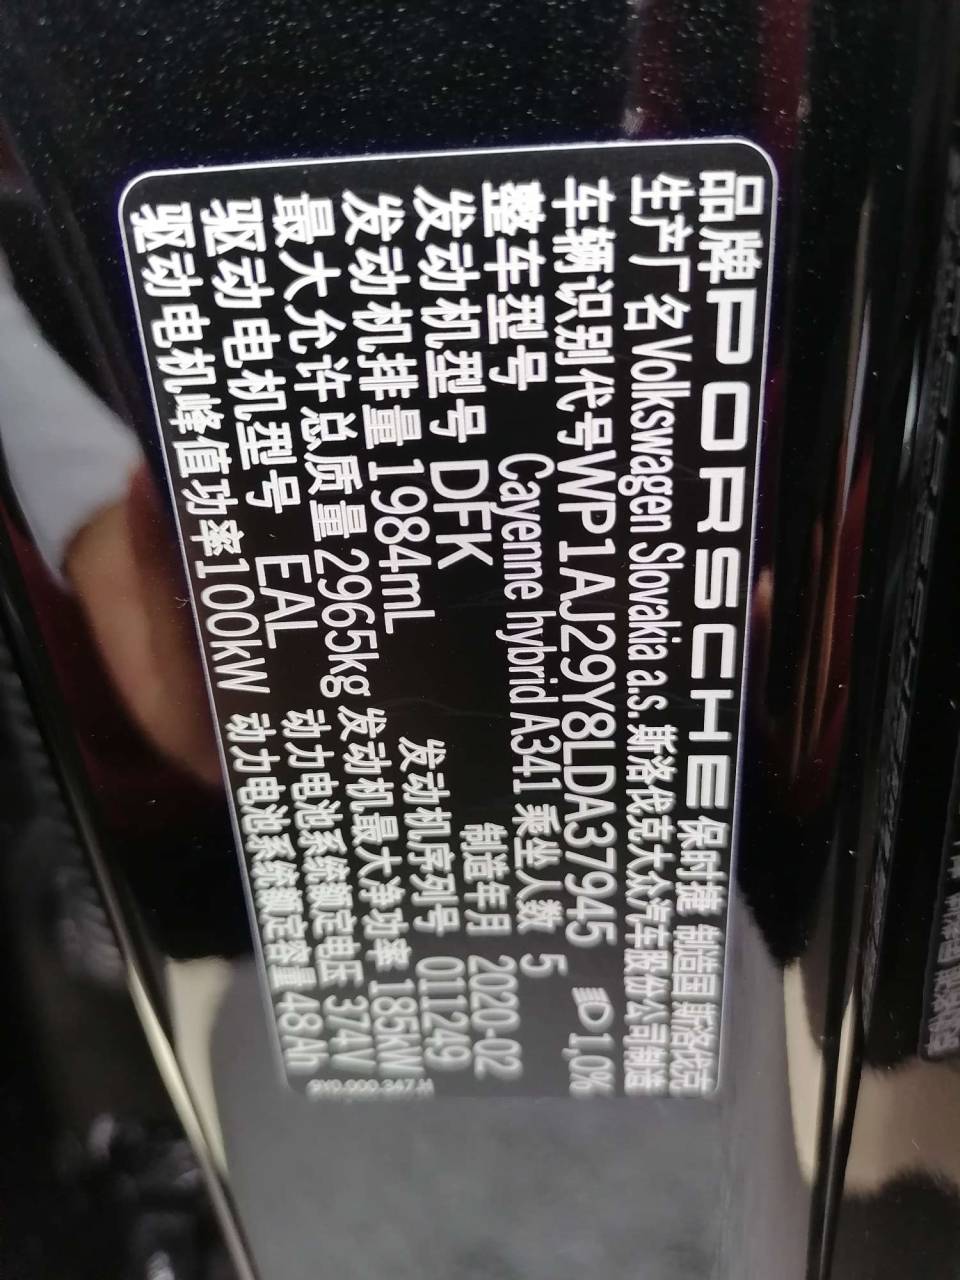 品牌 PORSCHE 保时捷 制造国 斯洛伐克
生产厂名 Volkswagen Slovakia a.s. 斯洛伐克大众汽车股份公司制造
车辆识别代号 WP1AJ29Y8LDA37945 1,0%
整车型号 Cayenne hybrid A341 乘坐人数 5
制造年月 2020-02
发动机型号 DFK 发动机序列号 011249
发动机排量 1984mL 发动机最大净功率 185kW
最大允许总质量 2965kg 动力电池系统额定电压 374V
驱动电机型号 EAL 动力电池系统额定容量 48Ah
驱动电机峰值功率 100kW
9Y0.000.347.H